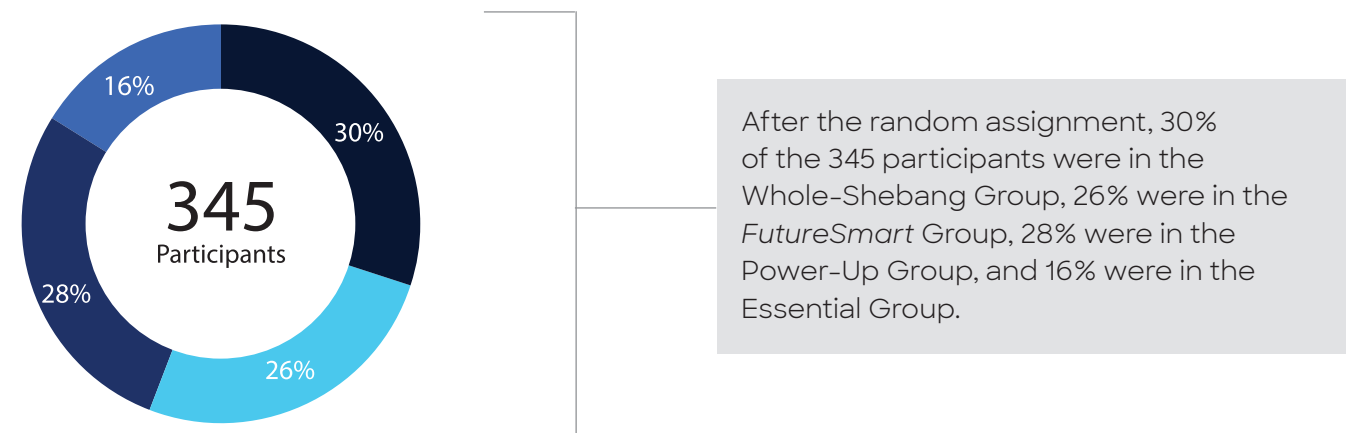 16%
30%
345
Participants
28%
26%
After the random assignment, 30%
of the 345 participants were in the
Whole-Shebang Group, 26% were in the
FutureSmart Group, 28% were in the
Power-Up Group, and 16% were in the
Essential Group.